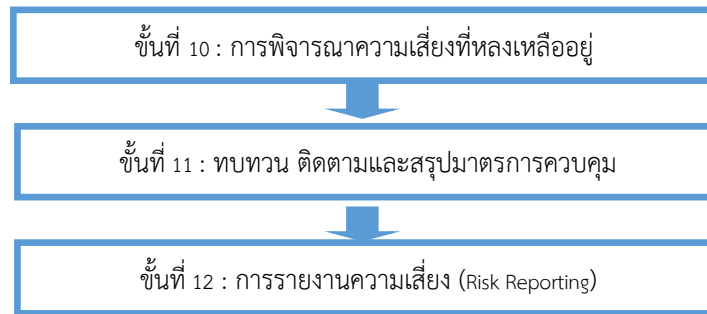 ขั้นที่ 10 : การพิจารณาความเสี่ยงที่หลงเหลืออยู่
ขั้นที่ 11 : ทบทวน ติดตามและสรุปมาตรการควบคุม
ขั้นที่ 12 : การรายงานความเสี่ยง (Risk Reporting)